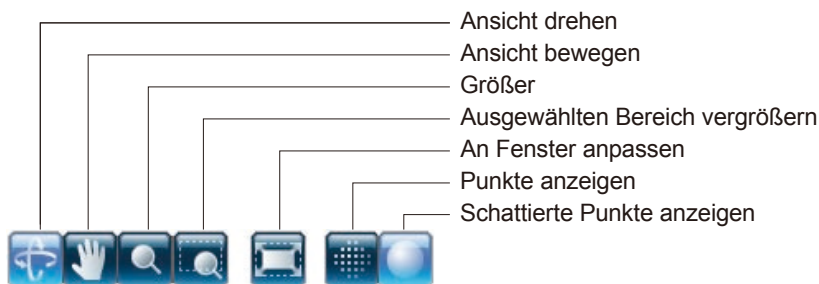 Ansicht drehen
Ansicht bewegen
Größer
Ausgewählten Bereich vergrößern
An Fenster anpassen
Punkte anzeigen
Schattierte Punkte anzeigen